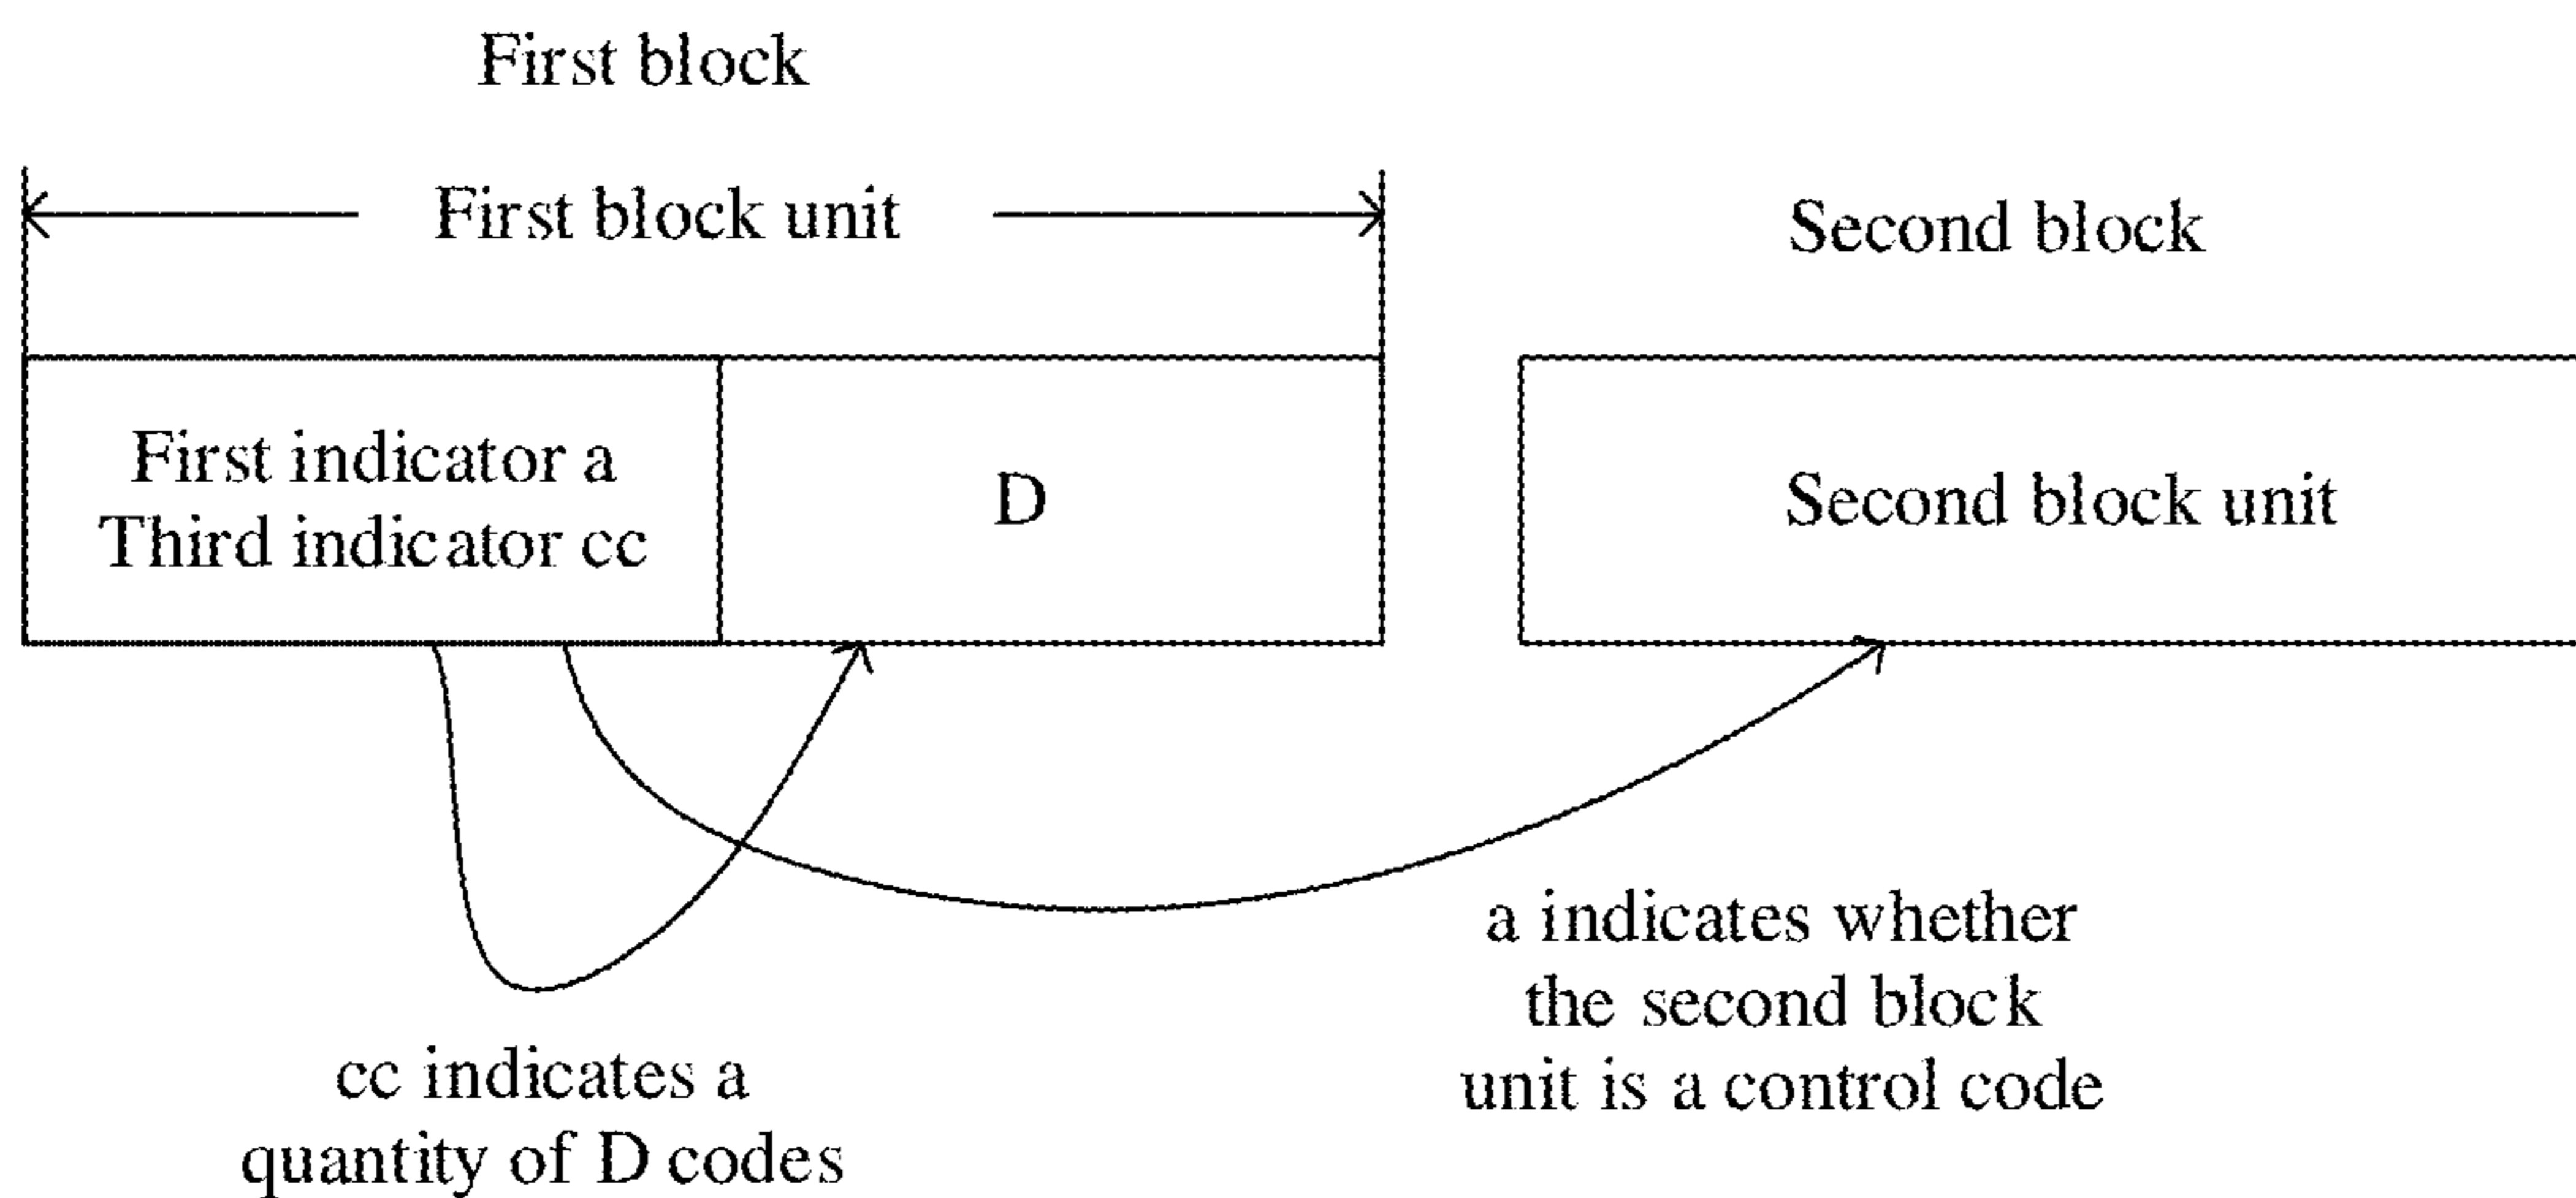 First block
First block unit
Second block
First indicator a
Third indicator cc
D
Second block unit
cc indicates a
quantity of D codes
a indicates whether
the second block
unit is a control code